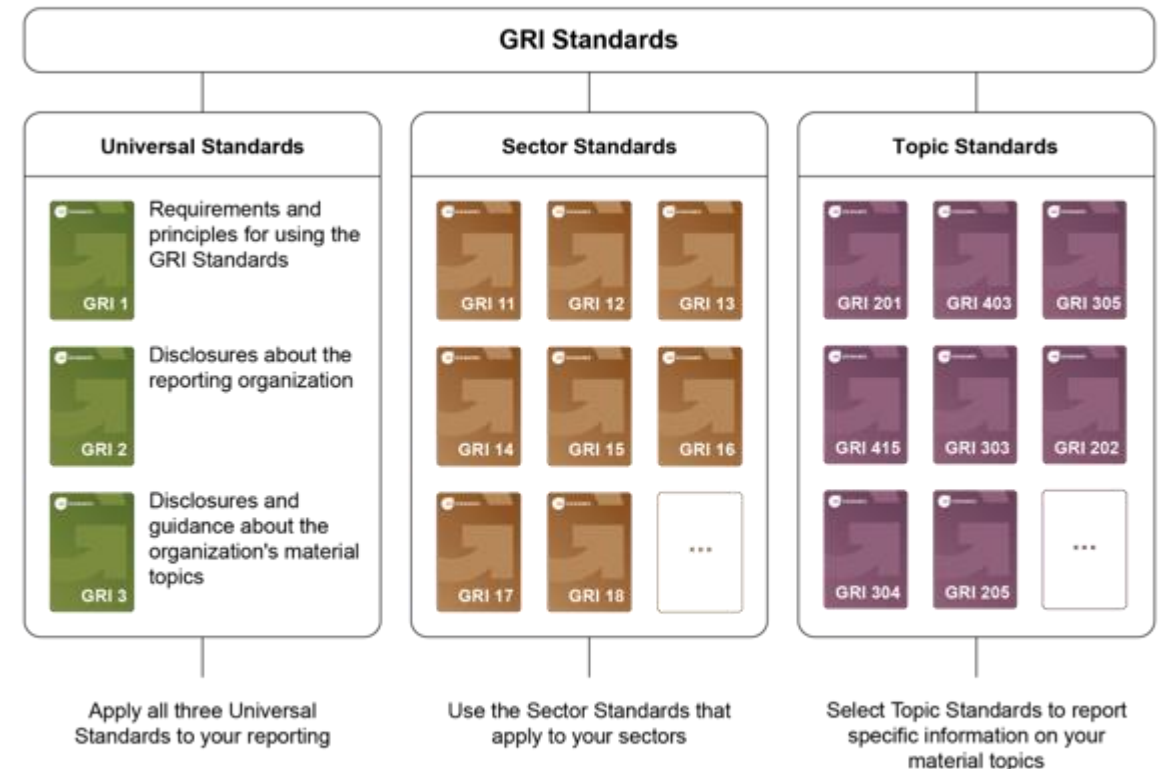 GRI Standards
Universal Standards
GRI 1
Requirements and
principles for using the
GRI Standards
GRI 2
Disclosures about the
reporting organization
GRI 3
Disclosures and
guidance about the
organization's material
topics
Apply all three Universal
Standards to your reporting
Sector Standards
GRI 11
GRI 12
GRI 13
GRI 14
GRI 15
GRI 16
GRI 17
GRI 18
...
Use the Sector Standards that
apply to your sectors
Topic Standards
GRI 201
GRI 403
GRI 305
GRI 415
GRI 303
GRI 202
GRI 304
GRI 205
...
Select Topic Standards to report
specific information on your
material topics